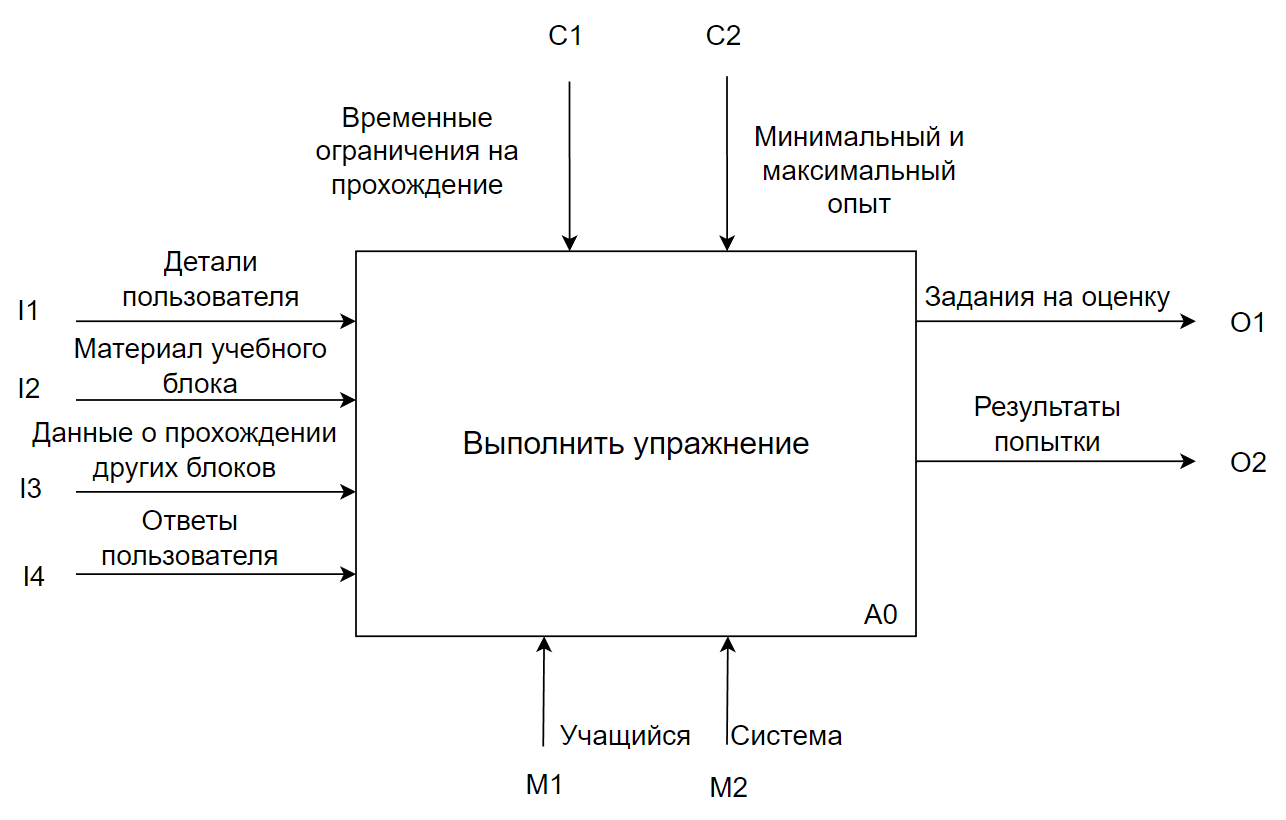 C1
C2
Временные
ограничения на
прохождение
Минимальный и
максимальный
опыт
Детали
пользователя
I1
Материал учебного
блока
I2
Данные о прохождении
других блоков
I3
Ответы
пользователя
I4
Выполнить упражнение
A0
Задания на оценку
O1
Результаты
попытки
O2
Учащийся
M1
Система
M2